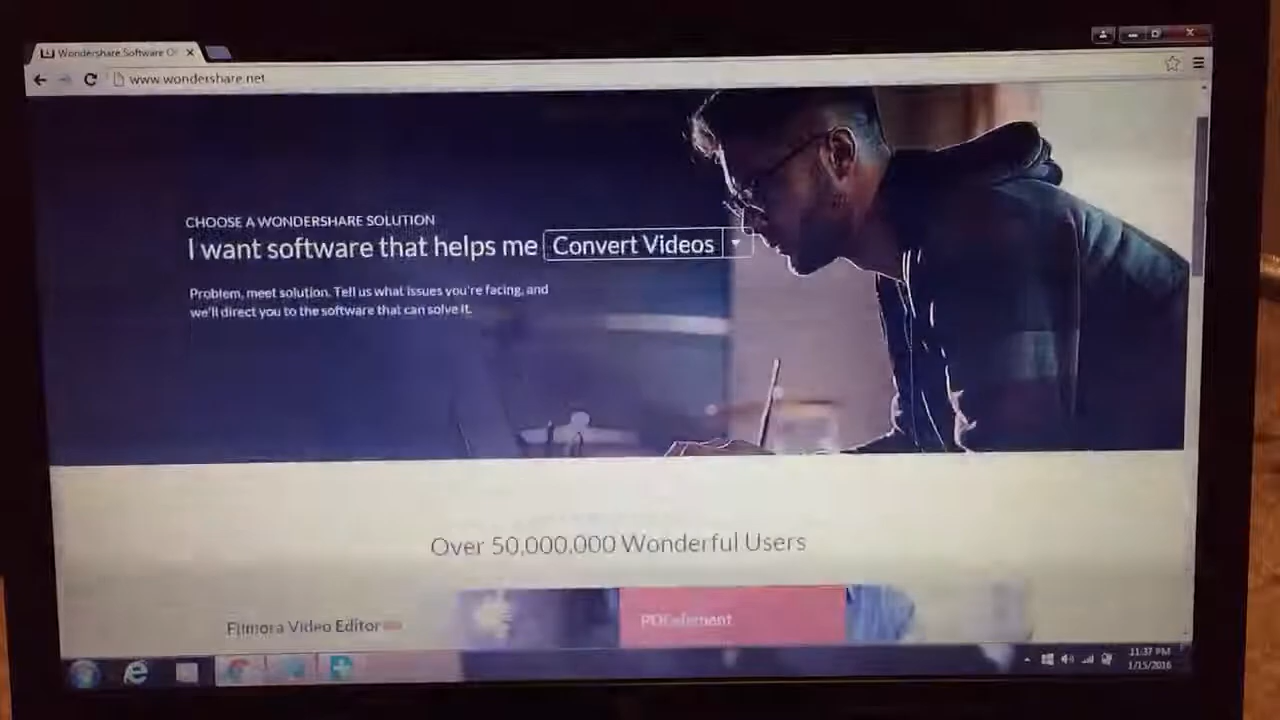 Wondershare Software O
www.wondershare.net
CHOOSE A WONDERSHARE SOLUTION
I want software that helps me Convert Videos
Problem, meet solution. Tell us what issues you're facing, and
we'll direct you to the software that can solve it.
Over 50,000,000 Wonderful Users
Filmora Video Editor
PDFelement
11:37 PM
1/15/2016